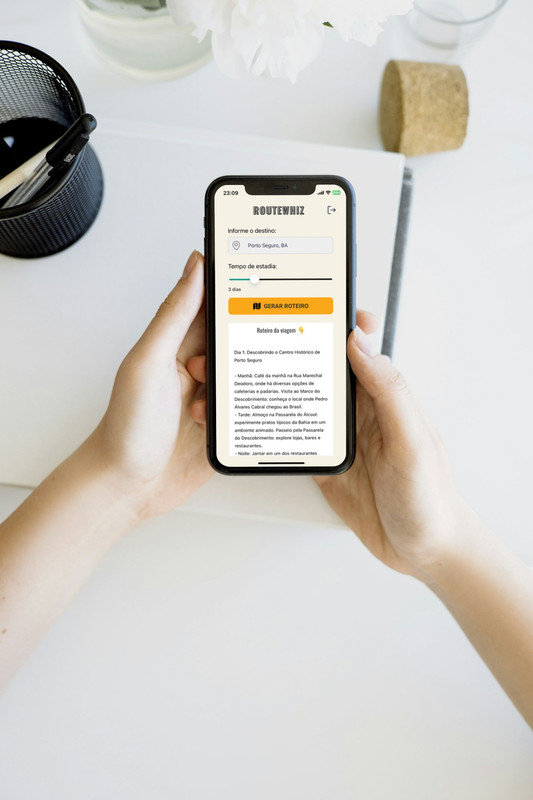 23:09
ROUTEWHIZ
Informe o destino:
Porto Seguro, BA
Tempo de estadia:
3 dias
GERAR ROTEIRO
Roteiro da viagem 👇
Dia 1: Descobrindo o Centro Histórico de
Porto Seguro
- Manhã: Café da manhã na Rua Marechal
Deodoro, onde há diversas opções de
cafeterias e padarias. Visita ao Marco do
Descobrimento: conheça o local onde Pedro
Álvares Cabral chegou ao Brasil.
- Tarde: Almoço na Passarela do Álcool:
experimente pratos típicos da Bahia em um
ambiente animado. Passeio pela Passarela
do Descobrimento: explore lojas, bares e
restaurantes.
- Noite: Jantar em um dos restaurantes